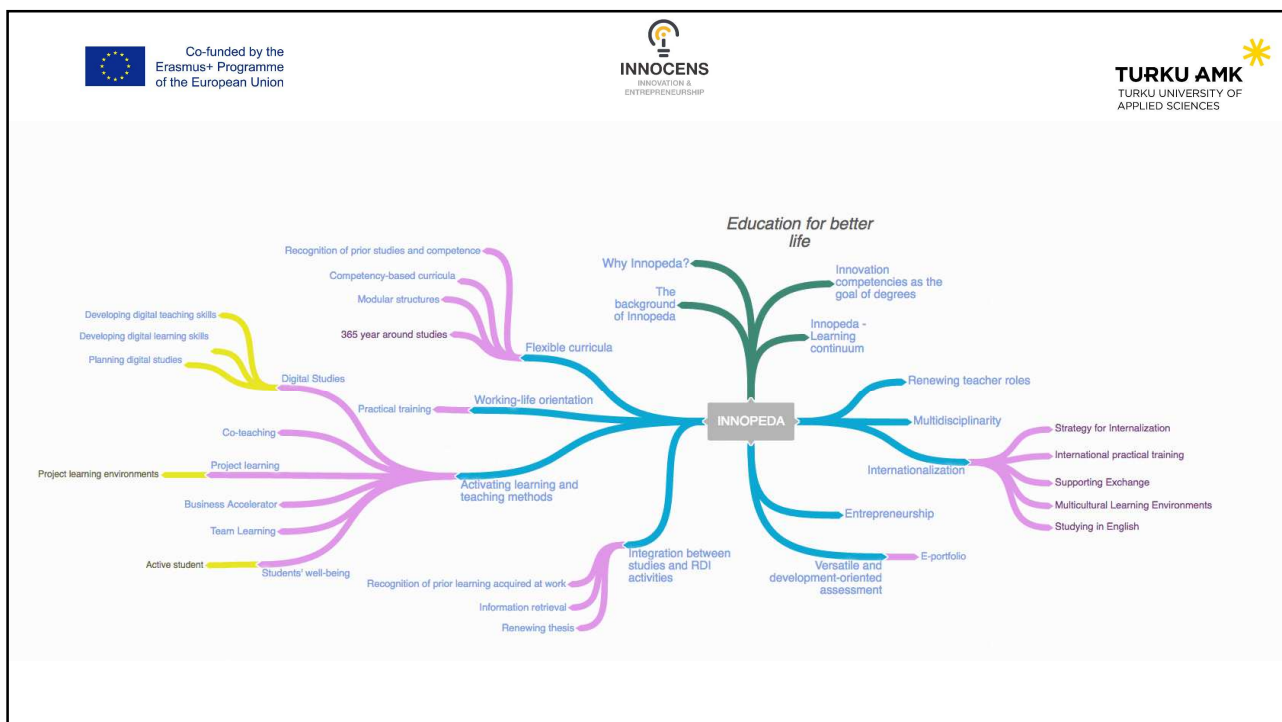 Co-funded by the
Erasmus+ Programme
of the European Union
INNOCENS
INNOVATION &
ENTREPRENEURSHIP
TURKU AMK
TURKU UNIVERSITY OF
APPLIED SCIENCES
Education for better
life
Why Innopeda?
The
background
of Innopeda
Innovation
competencies as the
goal of degrees
Innopeda -
Learning
continuum
INNOPEDA
Recognition of prior studies and competence
Competency-based curricula
Modular structures
365 year around studies
Flexible curricula
Working-life orientation
Practical training
Developing digital teaching skills
Developing digital learning skills
Planning digital studies
Digital Studies
Co-teaching
Project learning
Project learning environments
Business Accelerator
Team Learning
Active student
Students' well-being
Activating learning and
teaching methods
Integration between
studies and RDI
activities
Recognition of prior learning acquired at work
Information retrieval
Renewing thesis
Renewing teacher roles
Multidisciplinarity
Internationalization
Strategy for Internalization
International practical training
Supporting Exchange
Multicultural Learning Environments
Studying in English
Entrepreneurship
Versatile and
development-oriented
assessment
E-portfolio